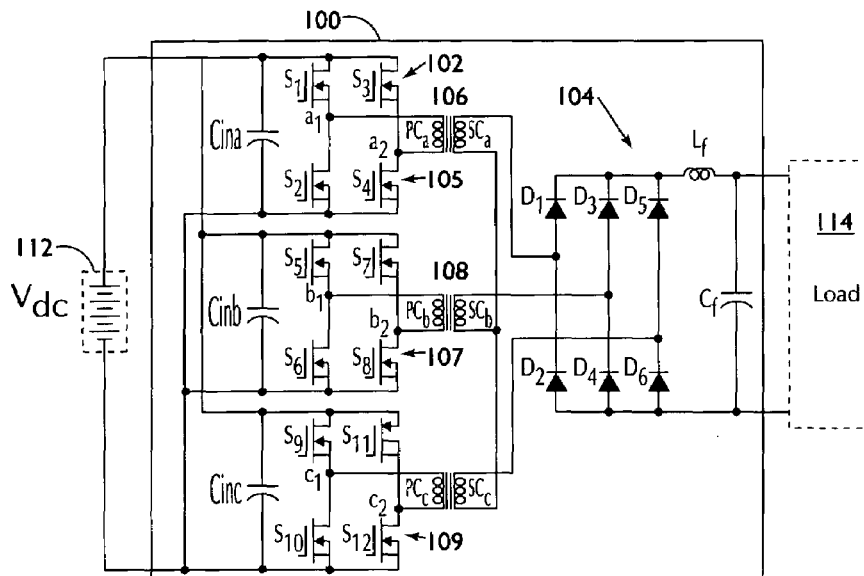 100
S1 S3 102
106
Cina a1 PCa SCa 104
a2 Lf
S2 S4 105
D1 D3 D5
112 114
S5 S7 108
Vdc Cinb b1 PCb SCb Load
b2 Cf
S6 S8 107 D2 D4 D6
S9 S11
Cinc c1 PCc SCc
c2
S10 S12 109